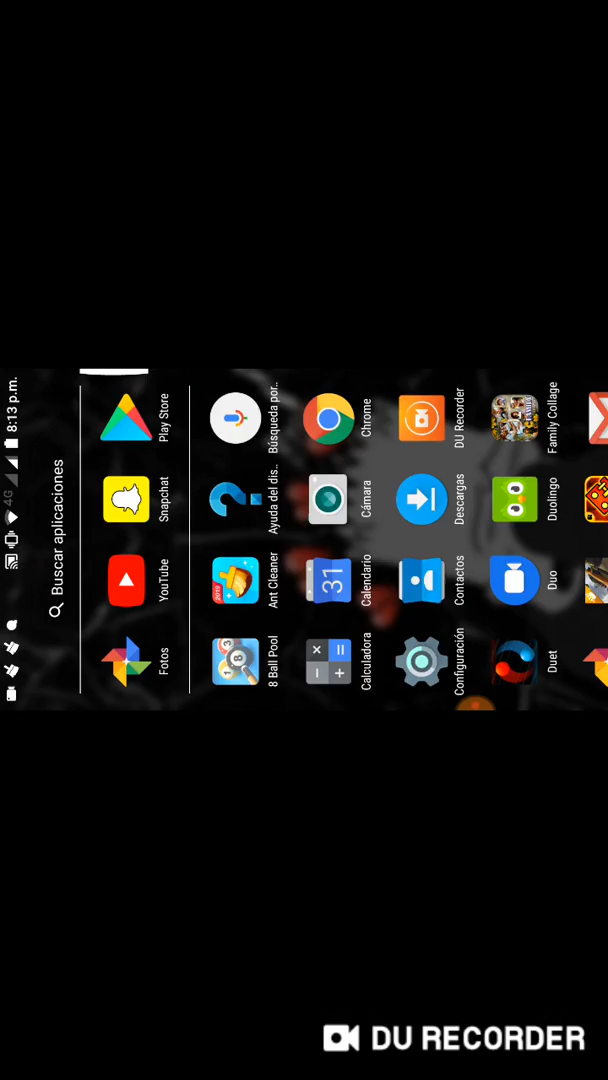 4G 8:13 p.m.
Buscar aplicaciones
Fotos YouTube Snapchat Play Store
8 Ball Pool Ant Cleaner Ayuda del dis.. Búsqueda por..
Calculadora Calendario Cámara Chrome
Configuración Contactos Descargas DU Recorder
Duet Duo Duolingo Family Collage
DU RECORDER